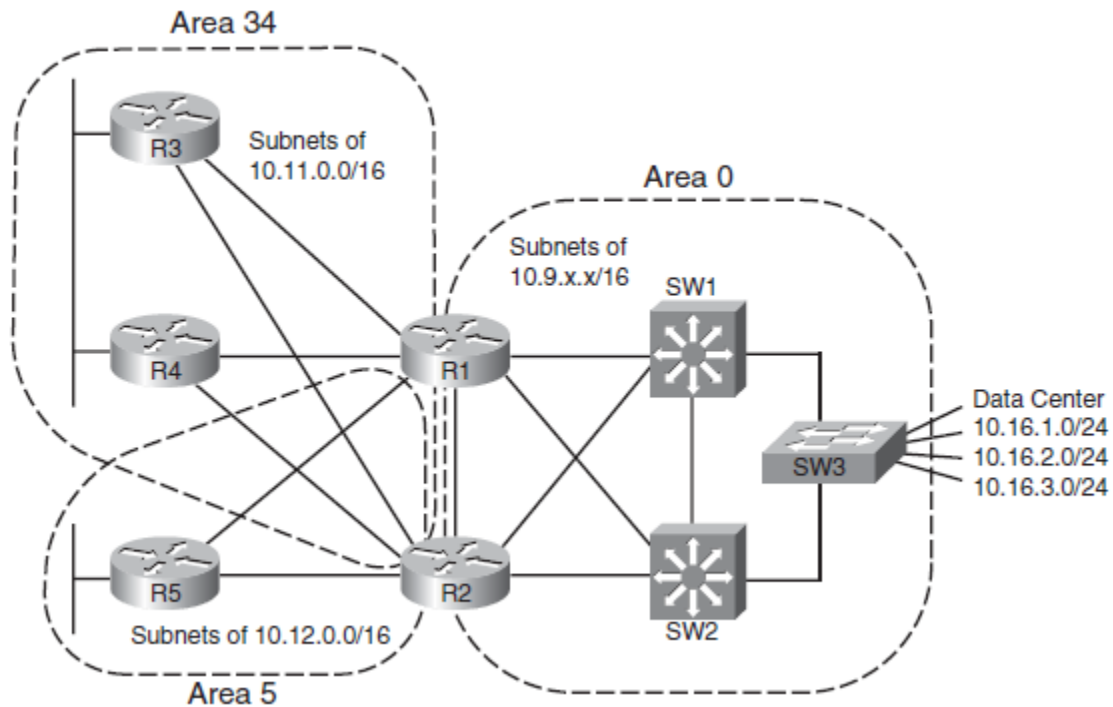 Area 34
R3
Subnets of
10.11.0.0/16
Area 0
Subnets of
10.9.x.x/16
SW1
R4
R1
Data Center
10.16.1.0/24
10.16.2.0/24
10.16.3.0/24
SW3
R5
R2
SW2
Subnets of 10.12.0.0/16
Area 5